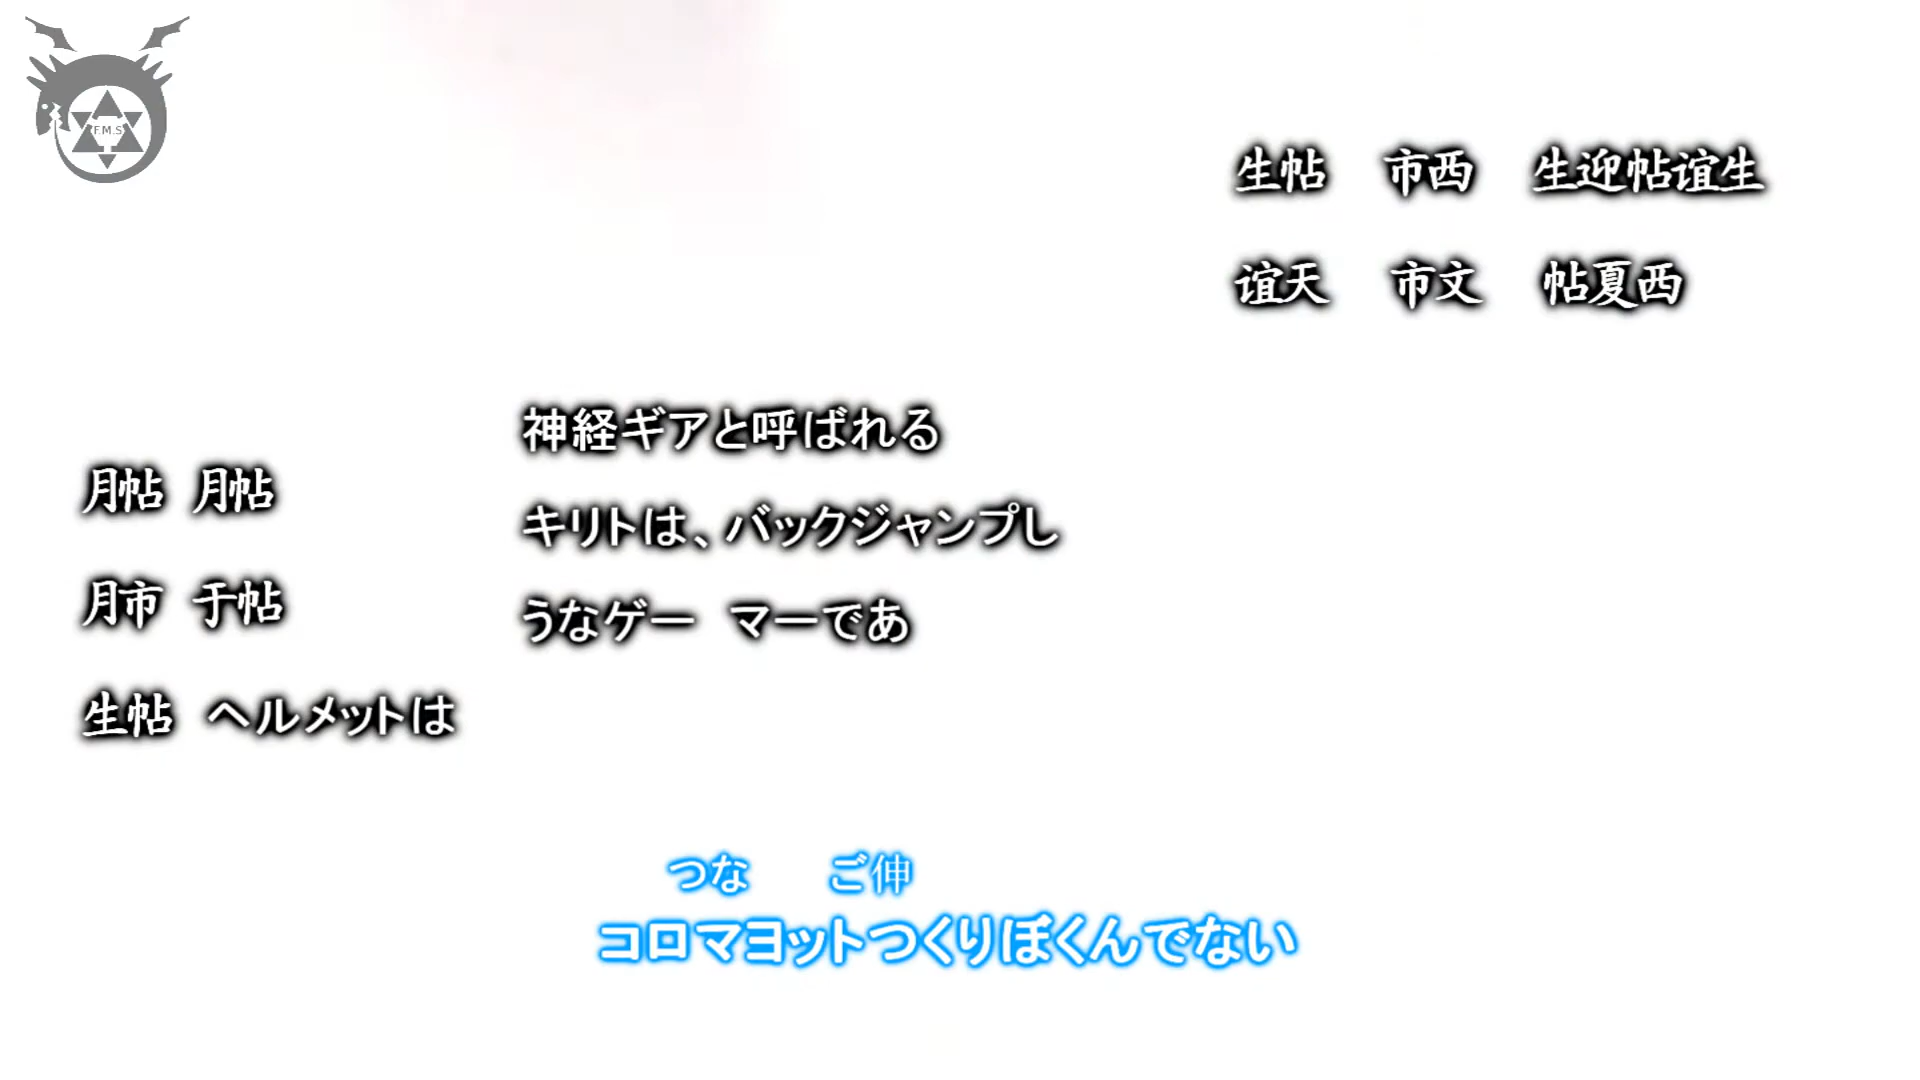 F.M.S
生帖 市西 生迎帖谊生
谊天 市文 帖夏西
神経ギアと呼ばれる
キリトは、バックジャンプし
うなゲー マーであ
月帖 月帖
月市 于帖
生帖 ヘルメットは
つな ご伸
コロマヨットつくりぼくんでない